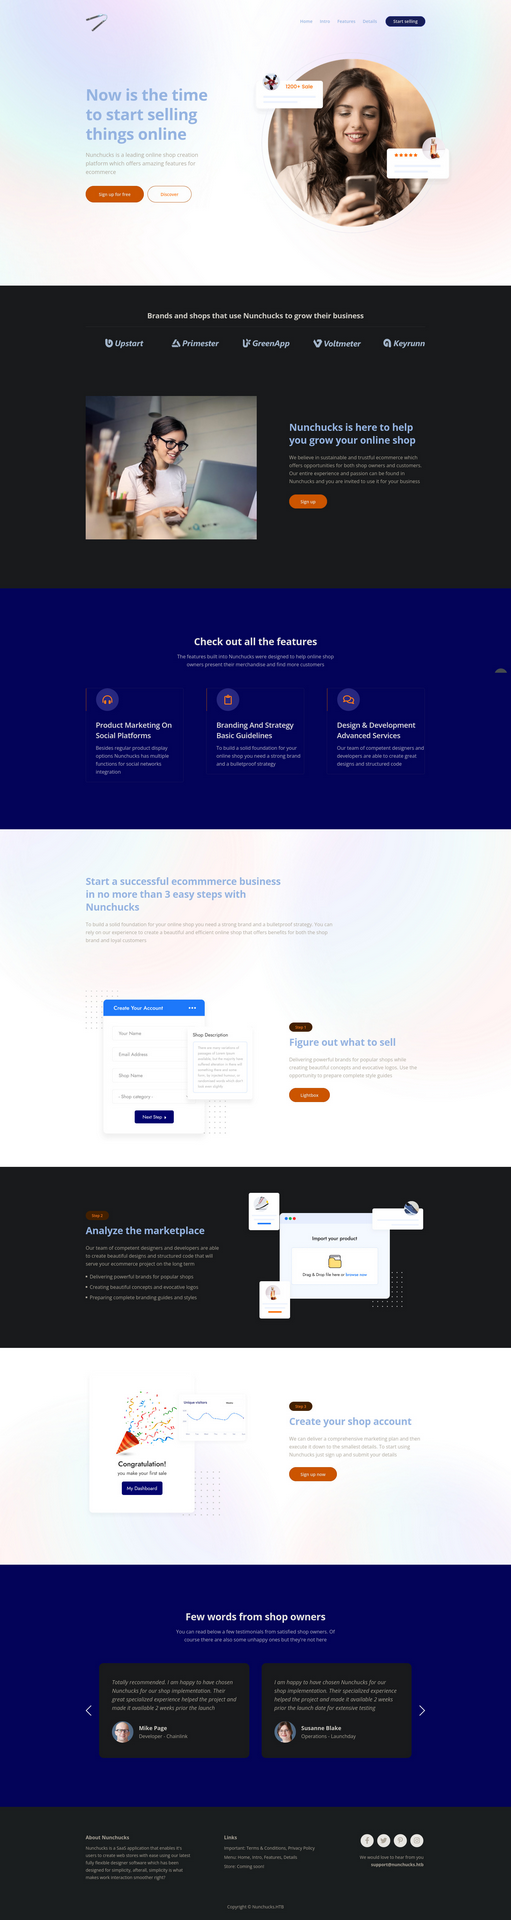 Home Intro Features Details Start selling
Now is the time
to start selling
things online
Nunchucks is a leading online shop creation
platform which offers amazing features for
ecommerce
Sign up for free Discover
1200+ Sale
Brands and shops that use Nunchucks to grow their business
Upstart Primester GreenApp Voltmeter Keyrunn
Nunchucks is here to help
you grow your online shop
We believe in sustainable and trustful ecommerce which
offers opportunities for both shop owners and customers.
Our entire experience and passion can be found in
Nunchucks and you are invited to use it for your business
Sign up
Check out all the features
The features built into Nunchucks were designed to help online shop
owners present their merchandise and find more customers
Product Marketing On
Social Platforms
Besides regular product display
options Nunchucks has multiple
functions for social networks
integration
Branding And Strategy
Basic Guidelines
To build a solid foundation for your
online shop you need a strong brand
and a bulletproof strategy
Design & Development
Advanced Services
Our team of competent designers and
developers are able to create great
designs and structured code
Start a successful ecommmerce business
in no more than 3 easy steps with
Nunchucks
To build a solid foundation for your online shop you need a strong brand and a bulletproof strategy. You can
rely on our experience to create a beautiful and efficient online shop that offers benefits for both the shop
brand and loyal customers
Create Your Account
Your Name
Email Address
Shop Name
- Shop category -
Next Step
Shop Description
Step 1
Figure out what to sell
Delivering powerful brands for popular shops while
creating beautiful concepts and evocative logos. Use the
opportunity to prepare complete style guides
Lightbox
Step 2
Analyze the marketplace
Our team of competent designers and developers are able
to create beautiful designs and structured code that will
serve your ecommerce project on the long term
Delivering powerful brands for popular shops
Creating beautiful concepts and evocative logos
Preparing complete branding guides and styles
Import your product
Drag & Drop file here or browse now
Unique visitors
Congratulation!
you make your first sale
My Dashboard
Step 3
Create your shop account
We can deliver a comprehensive marketing plan and then
execute it down to the smallest details. To start using
Nunchucks just sign up and submit your details
Sign up now
Few words from shop owners
You can read below a few testimonials from satisfied shop owners. Of
course there are also some unhappy ones but they're not here
Totally recommended. I am happy to have chosen
Nunchucks for our shop implementation. Their
great specialized experience helped the project and
made it available 2 weeks prior the launch
Mike Page
Developer - Chainlink
I am happy to have chosen Nunchucks for our
shop implementation. Their specialized experience
helped the project and made it available 2 weeks
prior the launch date for extensive testing
Susanne Blake
Operations - Launchday
About Nunchucks
Nunchucks is a SaaS application that enables it's
users to create web stores with ease using our latest
fully flexible designer software which has been
designed for simplicity, afterall, simplicity is what
makes work interaction smoother right?
Links
Important: Terms & Conditions, Privacy Policy
Menu: Home, Intro, Features, Details
Store: Coming soon!
We would love to hear from you
support@nunchucks.htb
Copyright © Nunchucks.HTB